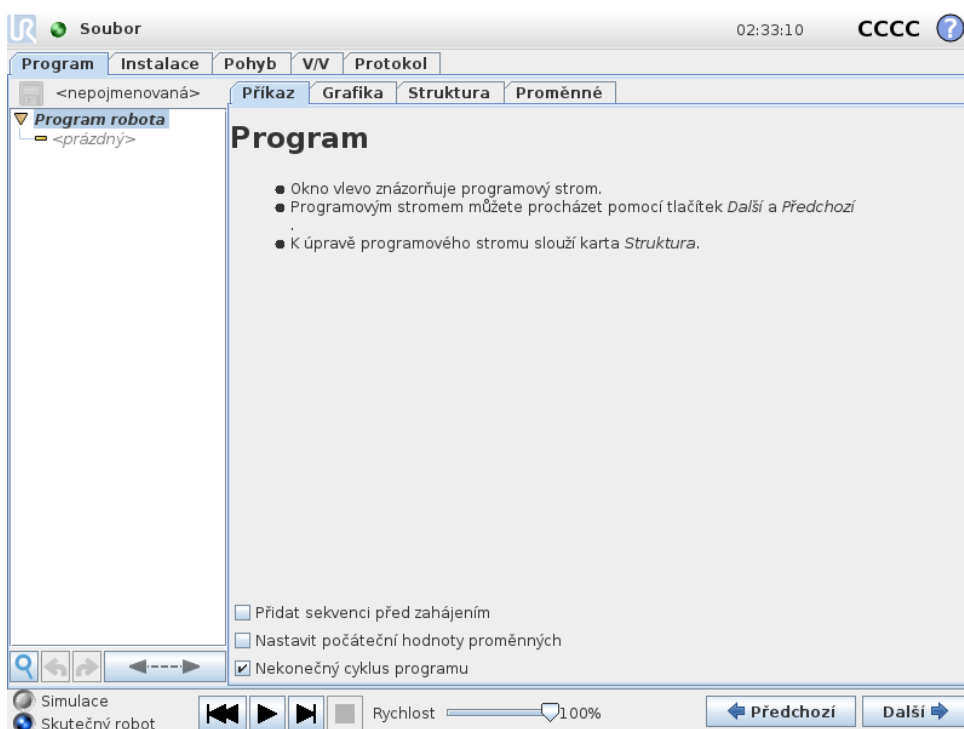 UR Soubor 02:33:10 CCCC ?
Program Instalace Pohyb V/V Protokol
<nepojmenovaná> Příkaz Grafika Struktura Proměnné
Program robota
<prázdný>
Program
Okno vlevo znázorňuje programový strom.
Programovým stromem můžete procházet pomocí tlačítek Další a Předchozí
.
K úpravě programového stromu slouží karta Struktura.
Přidat sekvenci před zahájením
Nastavit počáteční hodnoty proměnných
Nekonečný cyklus programu
Simulace
Skutečný robot
Rychlost 100% Předchozí Další